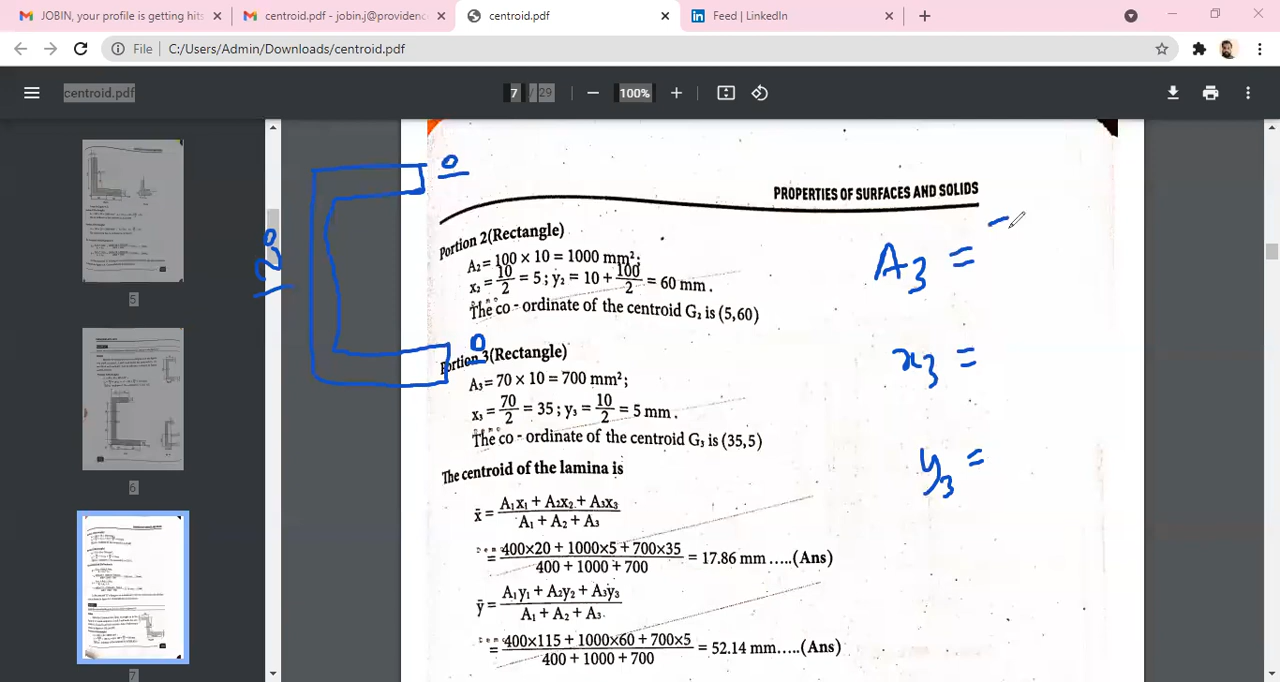 JOBIN, your profile is getting hits
centroid.pdf - jobin.j@providenc
centroid.pdf
Feed | LinkedIn
File
C:/Users/Admin/Downloads/centroid.pdf
centroid.pdf
7 / 29
100%
5
6
7
120
10
10
PROPERTIES OF SURFACES AND SOLIDS
Portion 2(Rectangle)
A₂ = 100 × 10 = 1000 mm²;
x₂ = 10/2 = 5; y₂ = 10 + 100/2 = 60 mm.
The co - ordinate of the centroid G₂ is (5,60)
Portion 3(Rectangle)
A₃ = 70 × 10 = 700 mm²;
x₃ = 70/2 = 35; y₃ = 10/2 = 5 mm.
The co - ordinate of the centroid G₃ is (35,5)
The centroid of the lamina is
x̄ = A₁x₁ + A₂x₂ + A₃x₃ / A₁ + A₂ + A₃
= 400×20 + 1000×5 + 700×35 / 400 + 1000 + 700 = 17.86 mm .....(Ans)
ȳ = A₁y₁ + A₂y₂ + A₃y₃ / A₁ + A₂ + A₃.
= 400×115 + 1000×60 + 700×5 / 400 + 1000 + 700 = 52.14 mm.....(Ans)
A₃ =
x₃ =
y₃ =